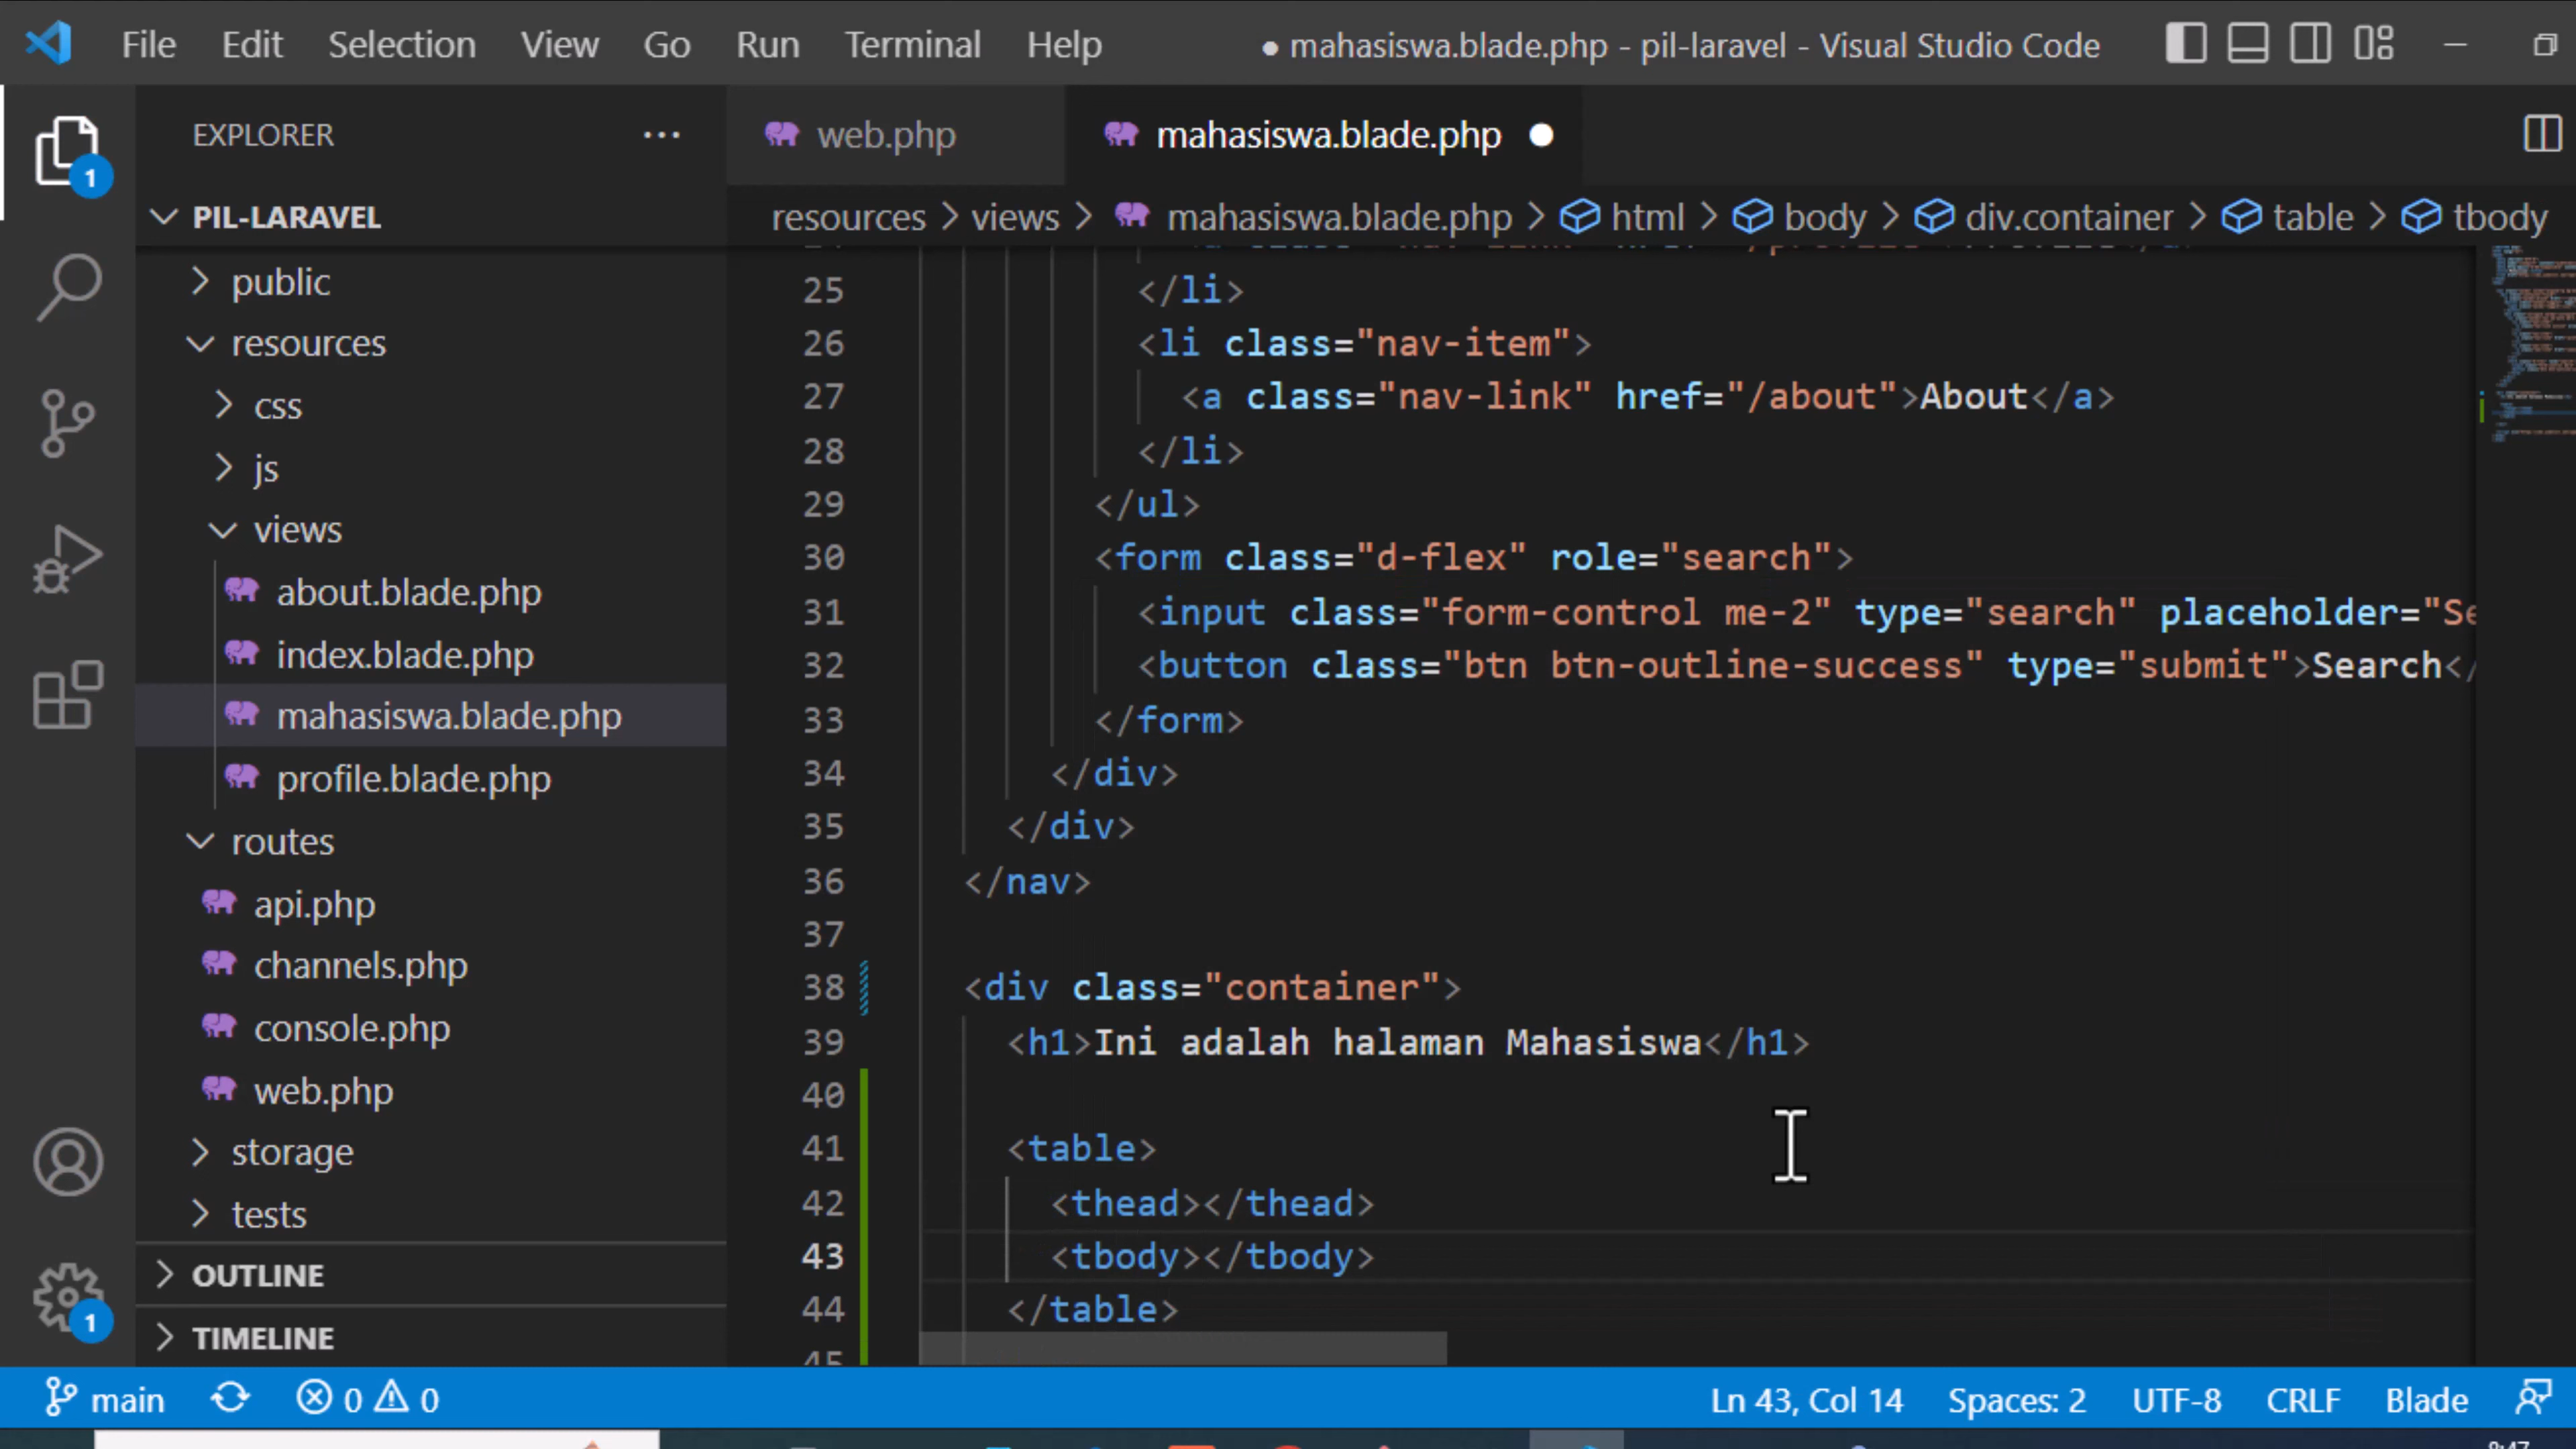 File Edit Selection View Go Run Terminal Help ● mahasiswa.blade.php - pil-laravel - Visual Studio Code
EXPLORER ...
web.php
mahasiswa.blade.php ●
PIL-LARAVEL
resources > views > mahasiswa.blade.php > html > body > div.container > table > tbody
public
resources
css
js
views
about.blade.php
index.blade.php
mahasiswa.blade.php
profile.blade.php
routes
api.php
channels.php
console.php
web.php
storage
tests
OUTLINE
TIMELINE
25 </li>
26 <li class="nav-item">
27 <a class="nav-link" href="/about">About</a>
28 </li>
29 </ul>
30 <form class="d-flex" role="search">
31 <input class="form-control me-2" type="search" placeholder="Se
32 <button class="btn btn-outline-success" type="submit">Search</
33 </form>
34 </div>
35 </div>
36 </nav>
37
38 <div class="container">
39 <h1>Ini adalah halaman Mahasiswa</h1>
40
41 <table>
42 <thead></thead>
43 <tbody></tbody>
44 </table>
45
1
1
main 0 0 Ln 43, Col 14 Spaces: 2 UTF-8 CRLF Blade